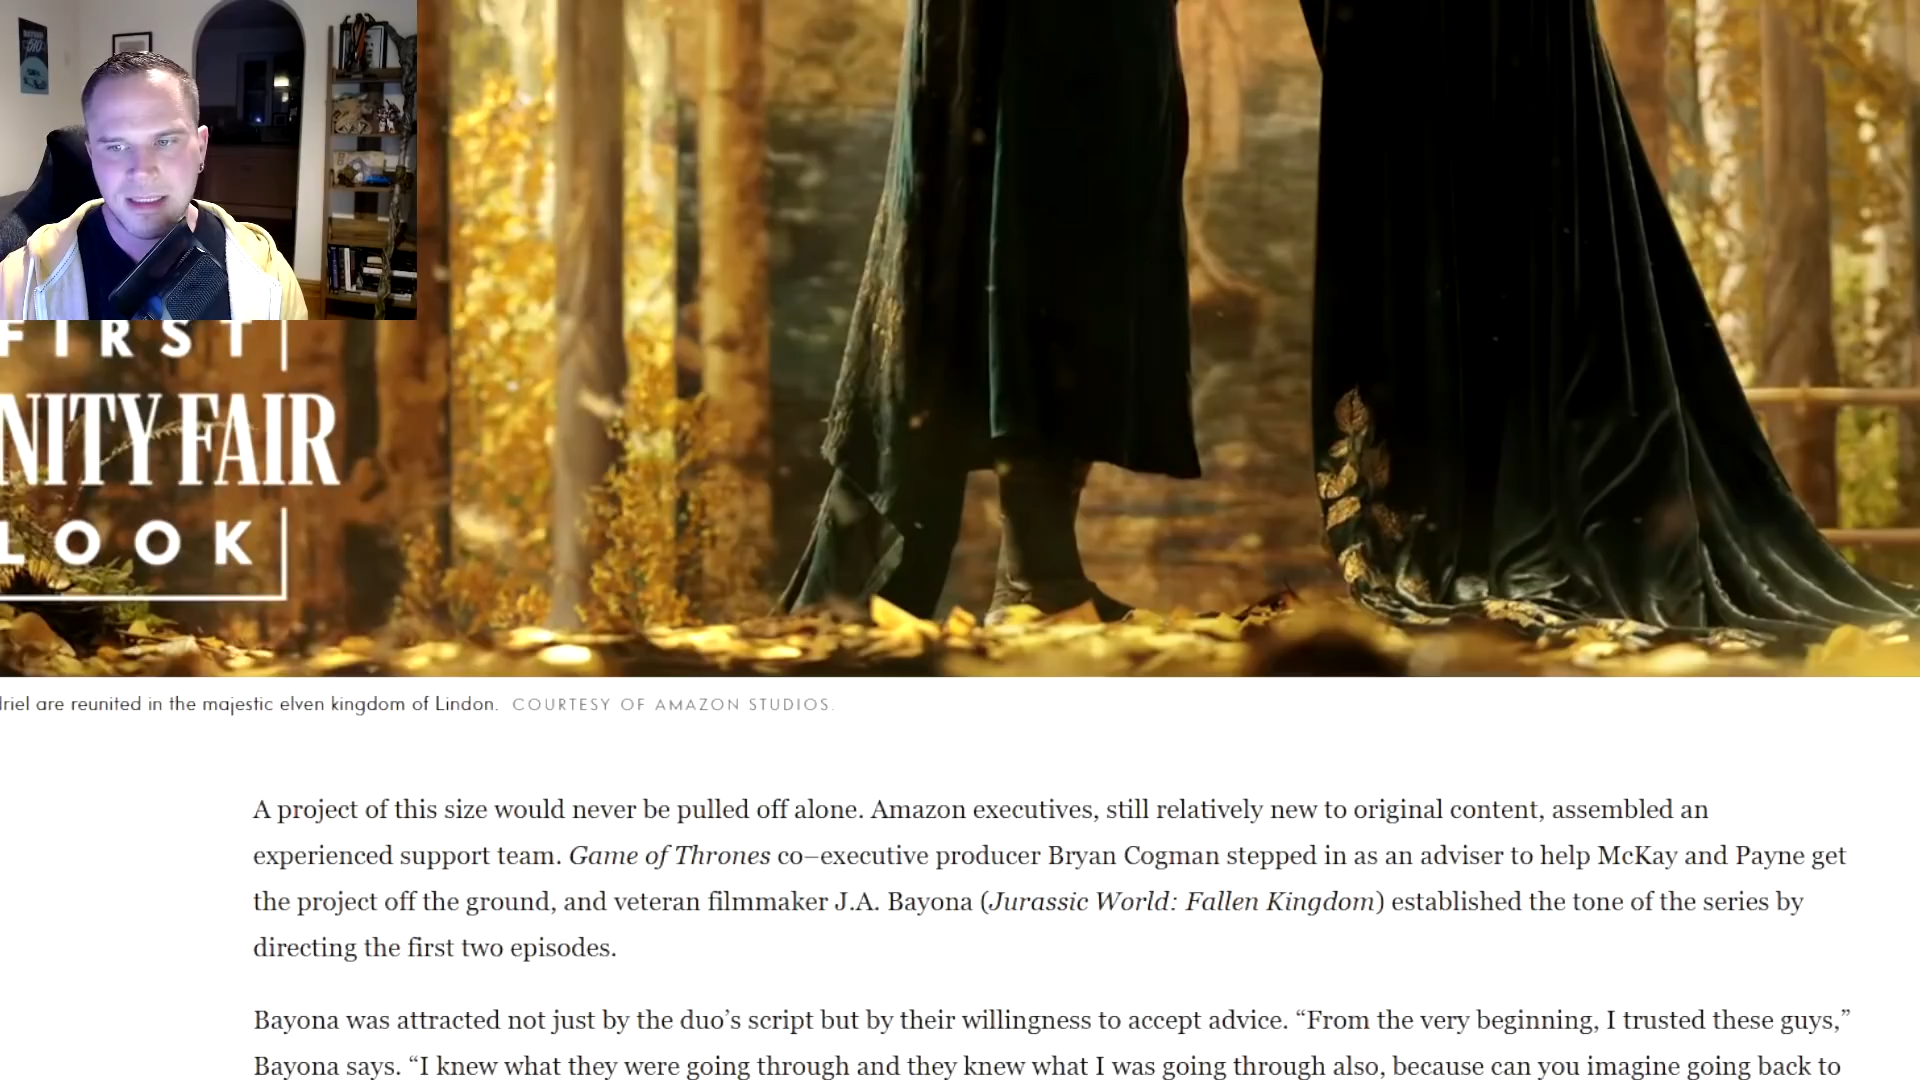 FIRST
NITY FAIR
LOOK
driel are reunited in the majestic elven kingdom of Lindon. COURTESY OF AMAZON STUDIOS.
A project of this size would never be pulled off alone. Amazon executives, still relatively new to original content, assembled an
experienced support team. Game of Thrones co–executive producer Bryan Cogman stepped in as an adviser to help McKay and Payne get
the project off the ground, and veteran filmmaker J.A. Bayona (Jurassic World: Fallen Kingdom) established the tone of the series by
directing the first two episodes.
Bayona was attracted not just by the duo’s script but by their willingness to accept advice. “From the very beginning, I trusted these guys,”
Bayona says. “I knew what they were going through and they knew what I was going through also, because can you imagine going back to